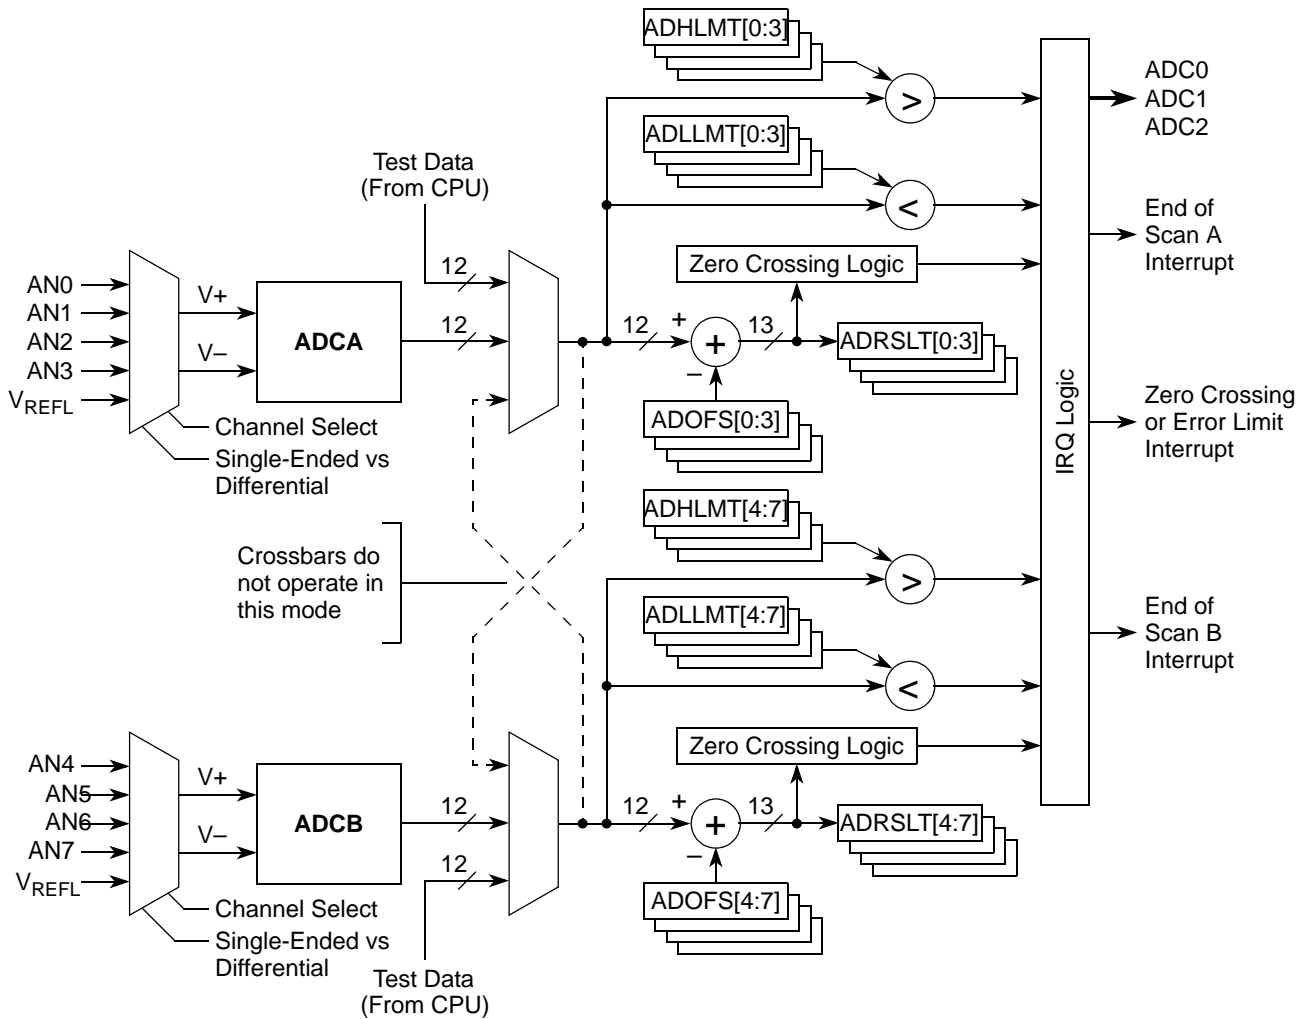 ADHLMT[0:3]
>
ADLLMT[0:3]
<
Test Data
(From CPU)
12
Zero Crossing Logic
AN0
AN1
AN2
AN3
VREFL
V+
V–
ADCA
12
12
+
+
–
13
ADRSLT[0:3]
ADOFS[0:3]
Channel Select
Single-Ended vs
Differential
IRQ Logic
ADC0
ADC1
ADC2
End of
Scan A
Interrupt
Zero Crossing
or Error Limit
Interrupt
End of
Scan B
Interrupt
Crossbars do
not operate in
this mode
ADHLMT[4:7]
>
ADLLMT[4:7]
<
Zero Crossing Logic
AN4
AN5
AN6
AN7
VREFL
V+
V–
ADCB
12
12
12
+
+
–
13
ADRSLT[4:7]
ADOFS[4:7]
Channel Select
Single-Ended vs
Differential
Test Data
(From CPU)